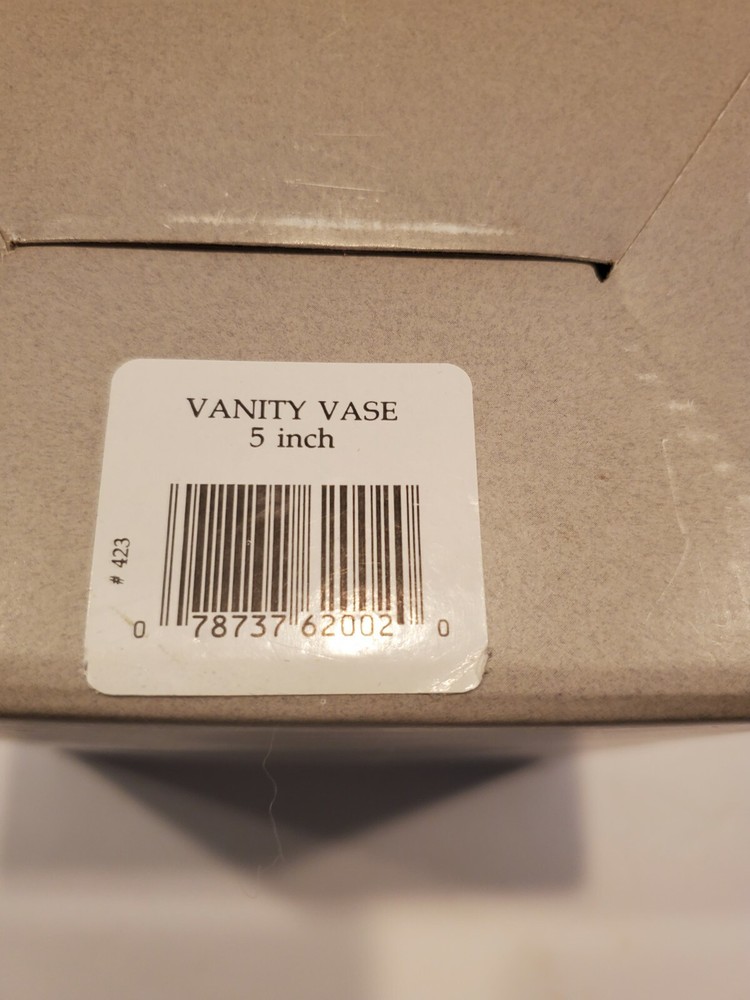 VANITY VASE
5 inch
# 423
0 78737 62002 0